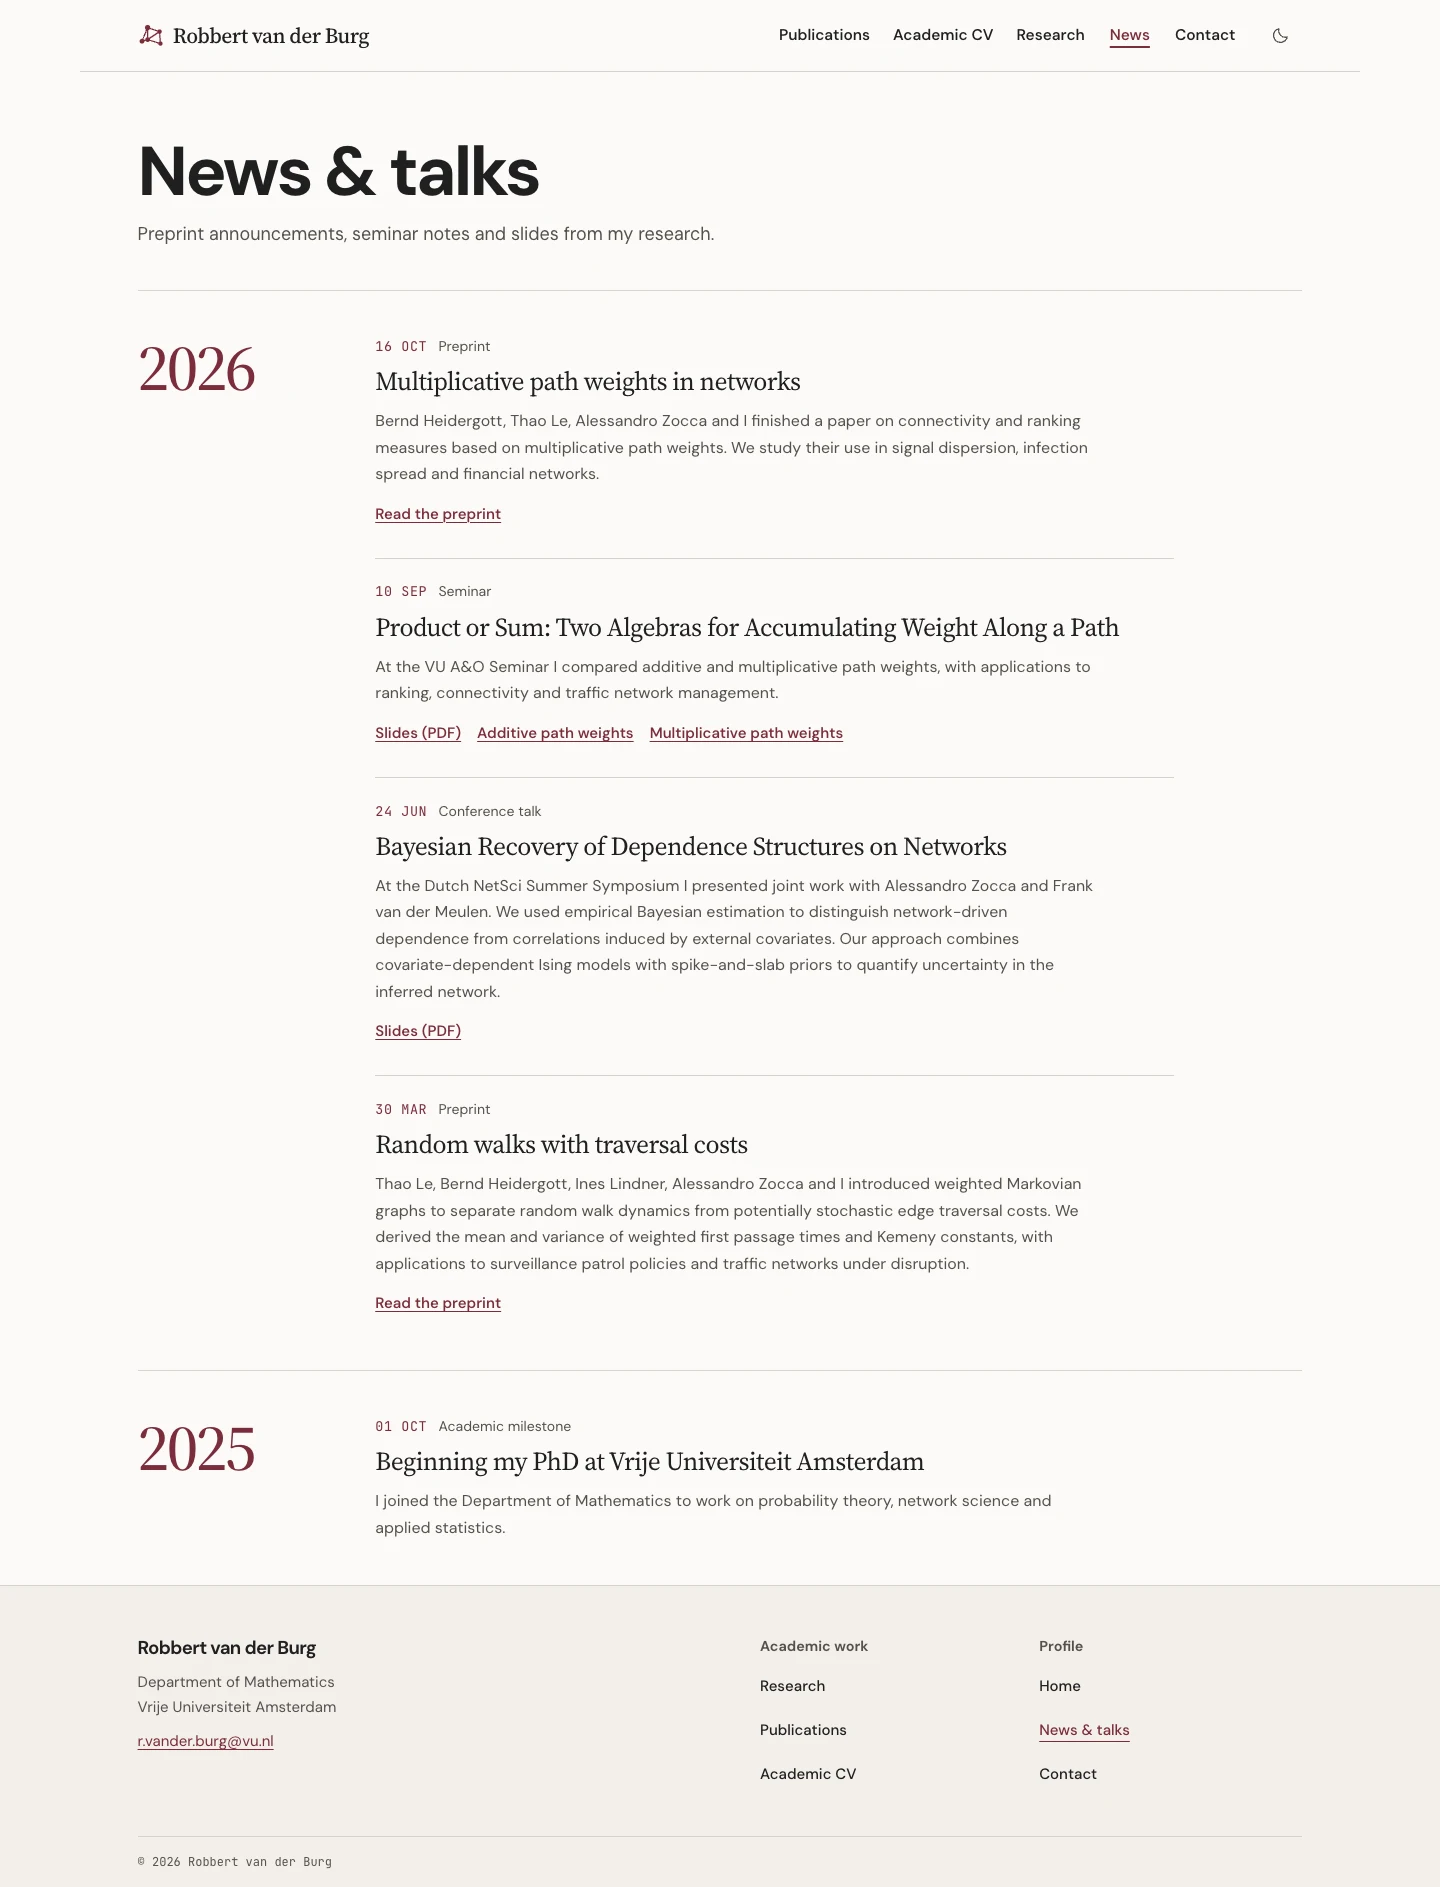 Robbert van der Burg
Publications Academic CV Research News Contact
News & talks
Preprint announcements, seminar notes and slides from my research.
2026
16 OCT Preprint
Multiplicative path weights in networks
Bernd Heidergott, Thao Le, Alessandro Zocca and I finished a paper on connectivity and ranking
measures based on multiplicative path weights. We study their use in signal dispersion, infection
spread and financial networks.
Read the preprint
10 SEP Seminar
Product or Sum: Two Algebras for Accumulating Weight Along a Path
At the VU A&O Seminar I compared additive and multiplicative path weights, with applications to
ranking, connectivity and traffic network management.
Slides (PDF) Additive path weights Multiplicative path weights
24 JUN Conference talk
Bayesian Recovery of Dependence Structures on Networks
At the Dutch NetSci Summer Symposium I presented joint work with Alessandro Zocca and Frank
van der Meulen. We used empirical Bayesian estimation to distinguish network-driven
dependence from correlations induced by external covariates. Our approach combines
covariate-dependent Ising models with spike-and-slab priors to quantify uncertainty in the
inferred network.
Slides (PDF)
30 MAR Preprint
Random walks with traversal costs
Thao Le, Bernd Heidergott, Ines Lindner, Alessandro Zocca and I introduced weighted Markovian
graphs to separate random walk dynamics from potentially stochastic edge traversal costs. We
derived the mean and variance of weighted first passage times and Kemeny constants, with
applications to surveillance patrol policies and traffic networks under disruption.
Read the preprint
2025
01 OCT Academic milestone
Beginning my PhD at Vrije Universiteit Amsterdam
I joined the Department of Mathematics to work on probability theory, network science and
applied statistics.
Robbert van der Burg
Department of Mathematics
Vrije Universiteit Amsterdam
r.vander.burg@vu.nl
Academic work
Research
Publications
Academic CV
Profile
Home
News & talks
Contact
© 2026 Robbert van der Burg